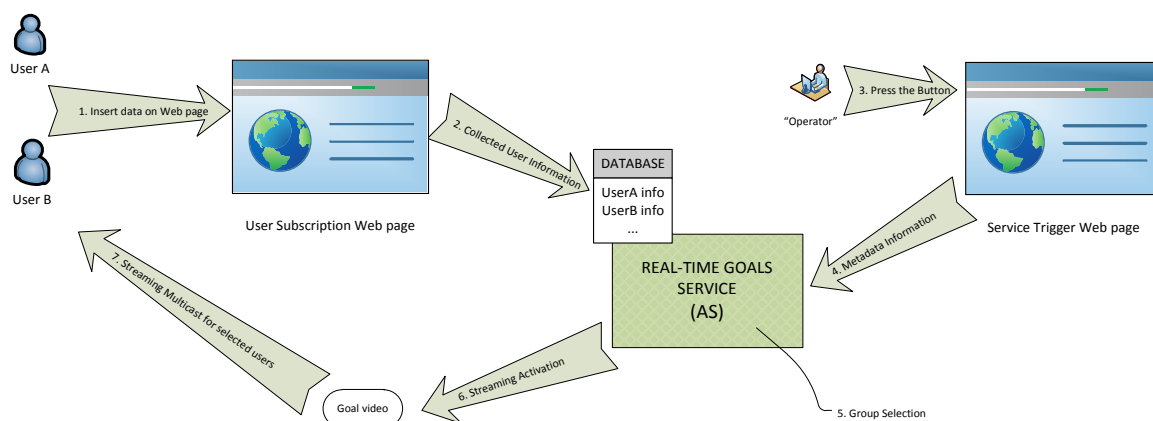 User A
1. Insert data on Web page
User B
User Subscription Web page
2. Collected User Information
DATABASE
UserA info
UserB info
...
"Operator"
3. Press the Button
Service Trigger Web page
4. Metadata Information
REAL-TIME GOALS
SERVICE
(AS)
5. Group Selection
6. Streaming Activation
Goal video
7. Streaming Multicast for selected users